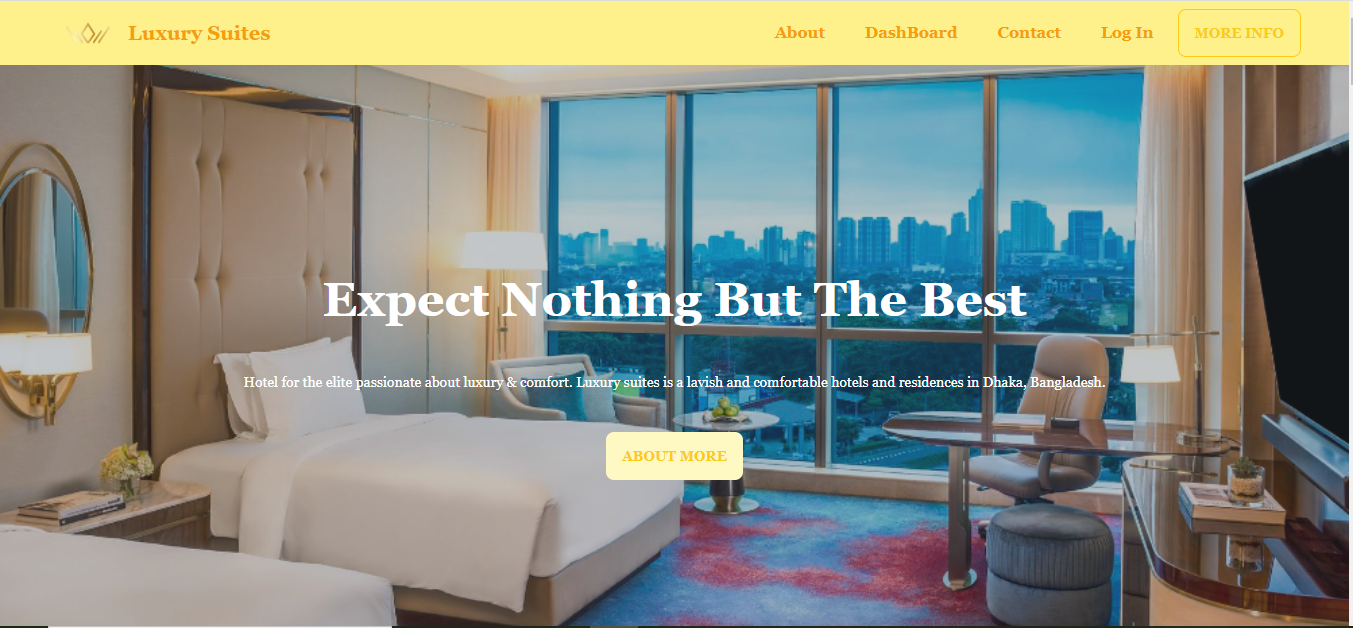 Luxury Suites
About DashBoard Contact Log In MORE INFO
Expect Nothing But The Best
Hotel for the elite passionate about luxury & comfort. Luxury suites is a lavish and comfortable hotels and residences in Dhaka, Bangladesh.
ABOUT MORE